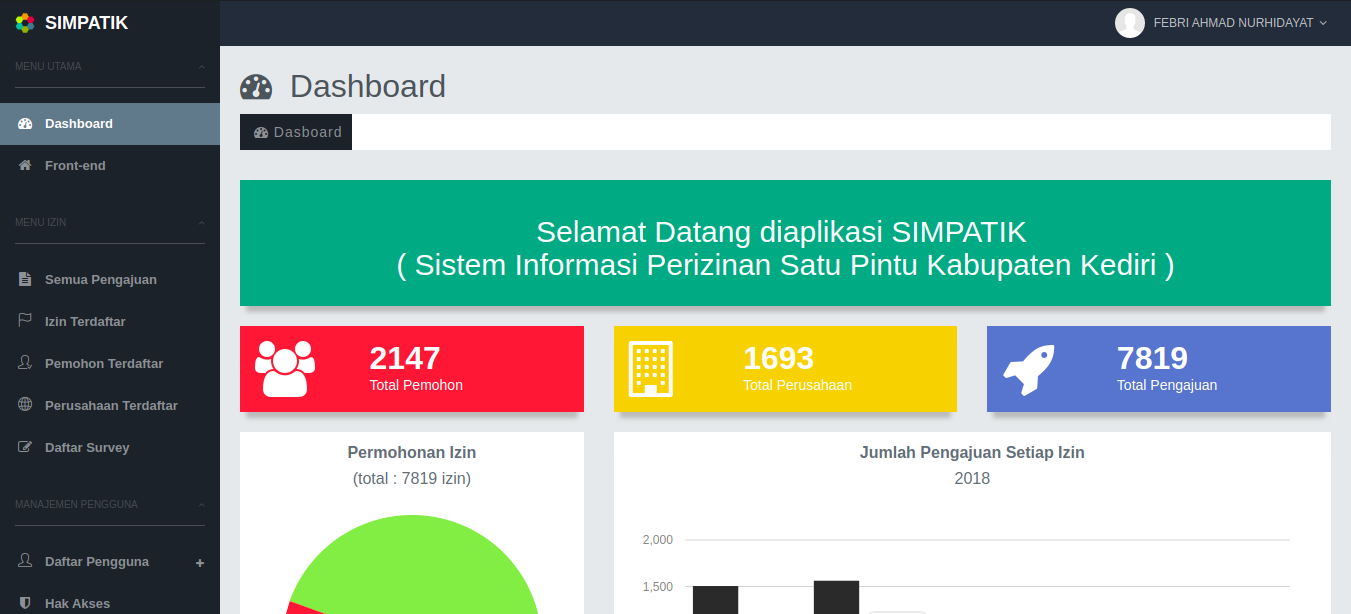 SIMPATIK
FEBRI AHMAD NURHIDAYAT
MENU UTAMA
Dashboard
Front-end
MENU IZIN
Semua Pengajuan
Izin Terdaftar
Pemohon Terdaftar
Perusahaan Terdaftar
Daftar Survey
MANAJEMEN PENGGUNA
Daftar Pengguna +
Hak Akses
Dashboard
Dasboard
Selamat Datang diaplikasi SIMPATIK
( Sistem Informasi Perizinan Satu Pintu Kabupaten Kediri )
2147
Total Pemohon
1693
Total Perusahaan
7819
Total Pengajuan
Permohonan Izin
(total : 7819 izin)
Jumlah Pengajuan Setiap Izin
2018
2,000
1,500